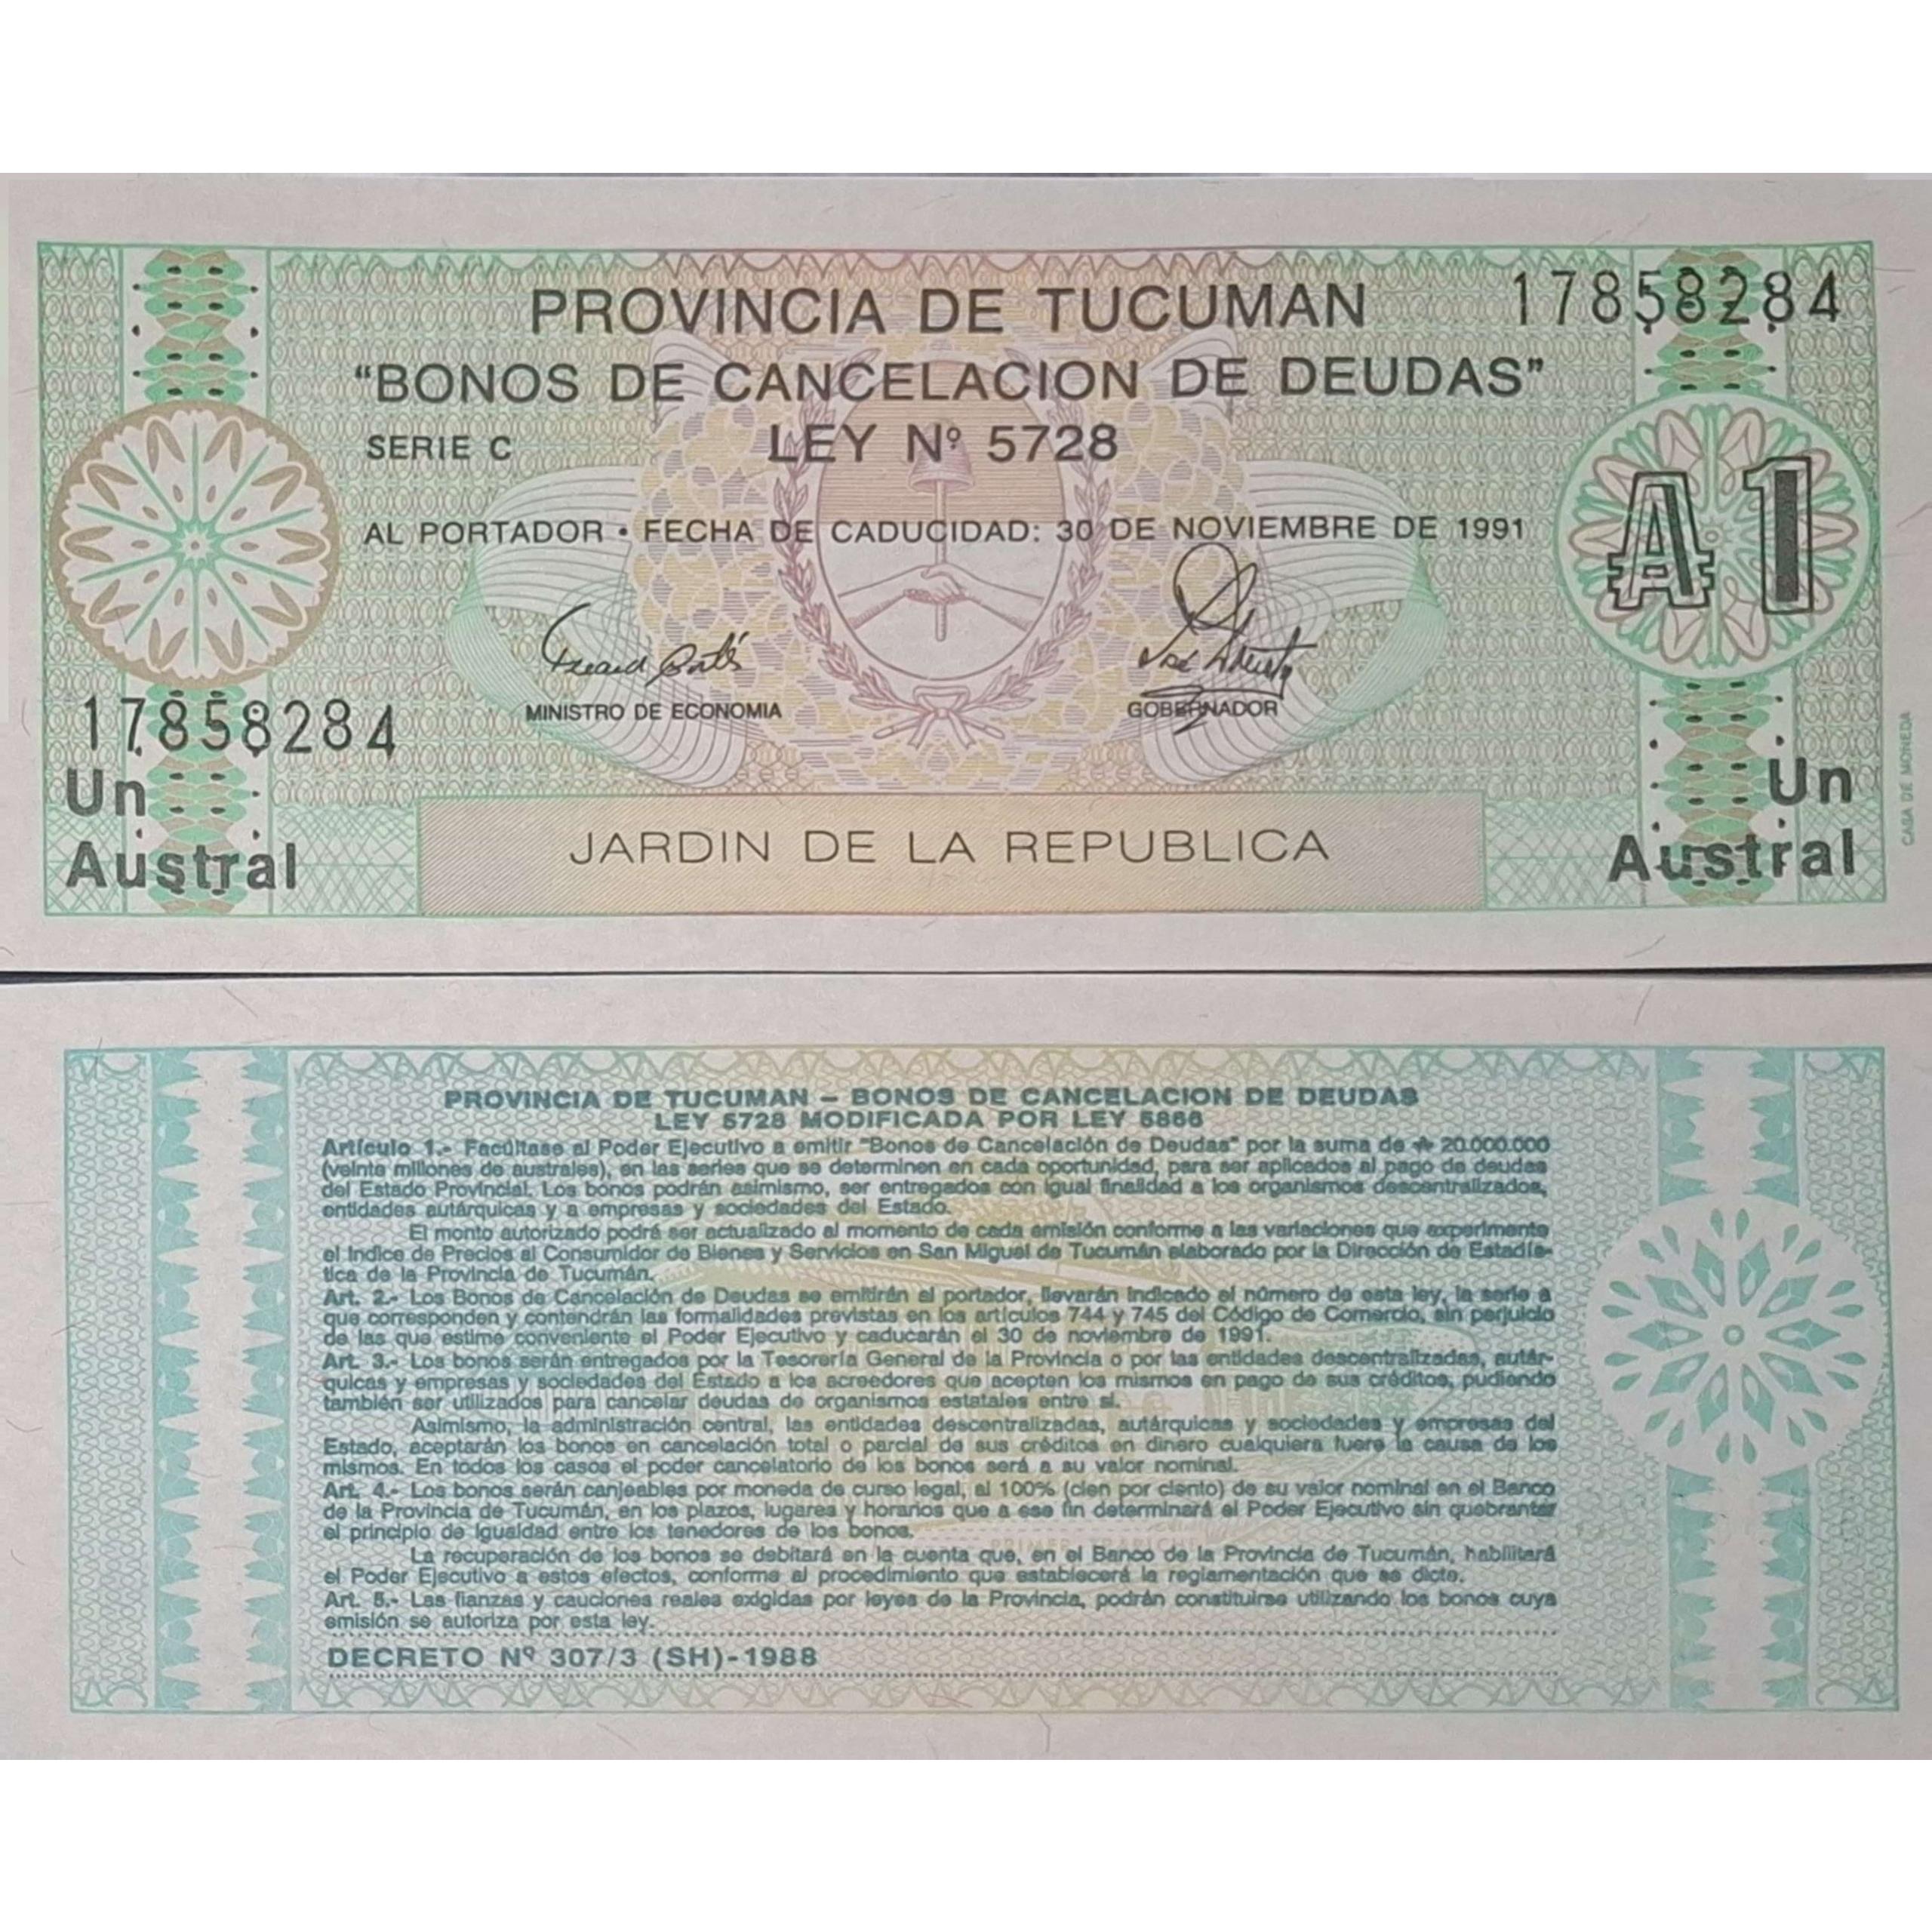 PROVINCIA DE TUCUMAN
17858284
“BONOS DE CANCELACION DE DEUDAS”
SERIE C
LEY Nº 5728
AL PORTADOR • FECHA DE CADUCIDAD: 30 DE NOVIEMBRE DE 1991
₳1
MINISTRO DE ECONOMIA
GOBERNADOR
17858284
Un
Austral
JARDIN DE LA REPUBLICA
Un
Austral
CASA DE MONEDA
PROVINCIA DE TUCUMAN – BONOS DE CANCELACION DE DEUDAS
LEY 5728 MODIFICADA POR LEY 5866
Artículo 1.- Facúltase al Poder Ejecutivo a emitir "Bonos de Cancelación de Deudas" por la suma de ₳ 20.000.000
(veinte millones de australes), en las series que se determinen en cada oportunidad, para ser aplicados al pago de deudas
del Estado Provincial. Los bonos podrán asimismo, ser entregados con igual finalidad a los organismos descentralizados,
entidades autárquicas y a empresas y sociedades del Estado.
El monto autorizado podrá ser actualizado al momento de cada emisión conforme a las variaciones que experimente
el Indice de Precios al Consumidor de Bienes y Servicios en San Miguel de Tucumán elaborado por la Dirección de Estadís-
tica de la Provincia de Tucumán.
Art. 2.- Los Bonos de Cancelación de Deudas se emitirán al portador, llevarán indicado el número de esta ley, la serie a
que corresponden y contendrán las formalidades previstas en los artículos 744 y 745 del Código de Comercio, sin perjuicio
de las que estime conveniente el Poder Ejecutivo y caducarán el 30 de noviembre de 1991.
Art. 3.- Los bonos serán entregados por la Tesorería General de la Provincia o por las entidades descentralizadas, autár-
quicas y empresas y sociedades del Estado a los acreedores que acepten los mismos en pago de sus créditos, pudiendo
también ser utilizados para cancelar deudas de organismos estatales entre sí.
Asimismo, la administración central, las entidades descentralizadas, autárquicas y sociedades y empresas del
Estado, aceptarán los bonos en cancelación total o parcial de sus créditos en dinero cualquiera fuere la causa de los
mismos. En todos los casos el poder cancelatorio de los bonos será a su valor nominal.
Art. 4.- Los bonos serán canjeables por moneda de curso legal, al 100% (cien por ciento) de su valor nominal en el Banco
de la Provincia de Tucumán, en los plazos, lugares y horarios que a ese fin determinará el Poder Ejecutivo sin quebrantar
el principio de igualdad entre los tenedores de los bonos.
La recuperación de los bonos se debitará en la cuenta que, en el Banco de la Provincia de Tucumán, habilitará
el Poder Ejecutivo a estos efectos, conforme al procedimiento que establecerá la reglamentación que se dicte.
Art. 5.- Las fianzas y cauciones reales exigidas por leyes de la Provincia, podrán constituirse utilizando los bonos cuya
emisión se autoriza por esta ley.
DECRETO Nº 307/3 (SH)-1988